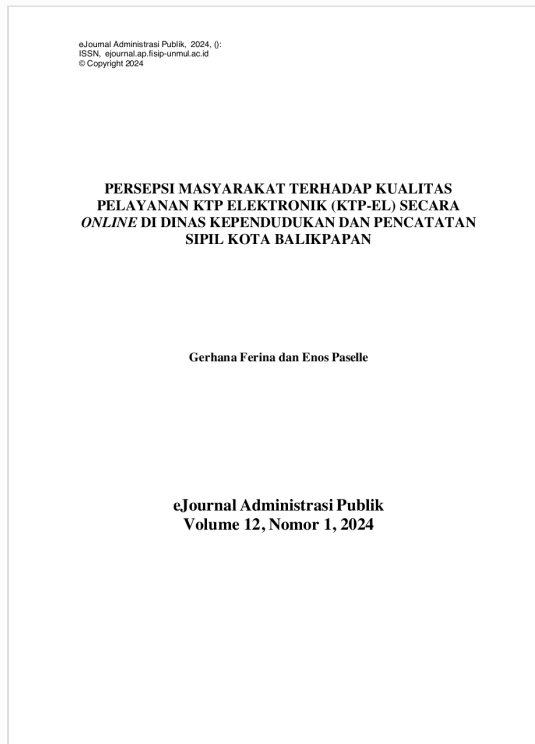 eJournal Administrasi Publik, 2024, ():
ISSN, ejournal.ap.fisip-unmul.ac.id
© Copyright 2024
PERSEPSI MASYARAKAT TERHADAP KUALITAS
PELAYANAN KTP ELEKTRONIK (KTP-EL) SECARA
ONLINE DI DINAS KEPENDUDUKAN DAN PENCATATAN
SIPIL KOTA BALIKPAPAN
Gerhana Ferina dan Enos Paselle
eJournal Administrasi Publik
Volume 12, Nomor 1, 2024